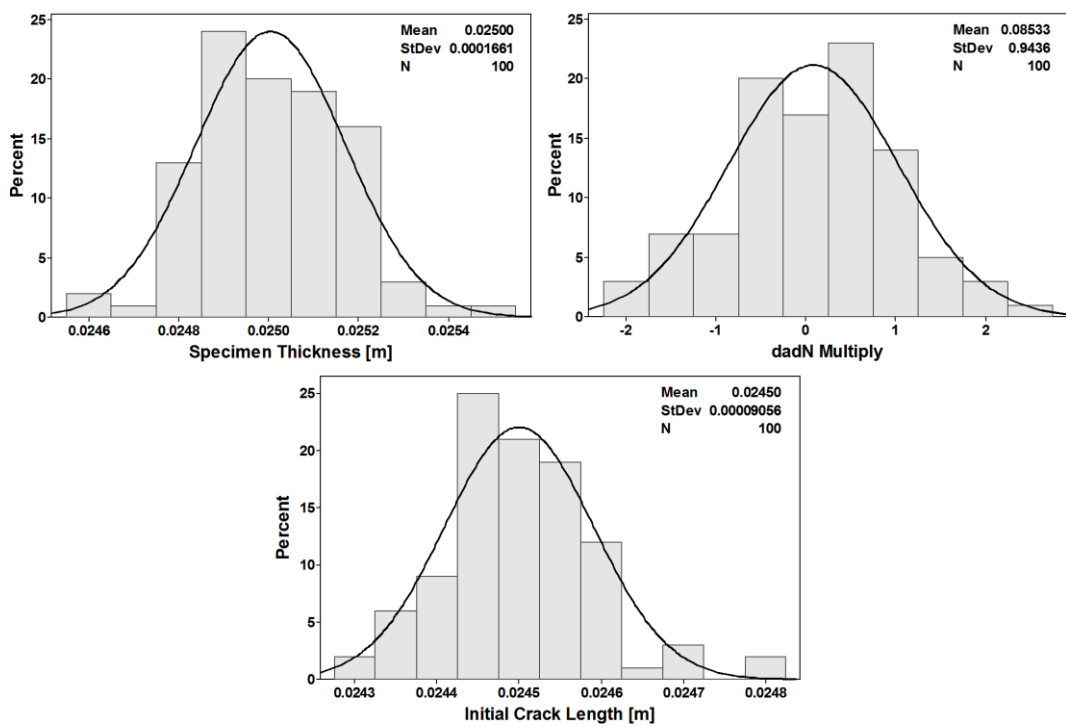 Mean 0.02500
StDev 0.0001661
N 100
25
20
15
10
5
0
Percent
0.0246 0.0248 0.0250 0.0252 0.0254
Specimen Thickness [m]
Mean 0.08533
StDev 0.9436
N 100
25
20
15
10
5
0
Percent
-2 -1 0 1 2
dadN Multiply
Mean 0.02450
StDev 0.00009056
N 100
25
20
15
10
5
0
Percent
0.0243 0.0244 0.0245 0.0246 0.0247 0.0248
Initial Crack Length [m]